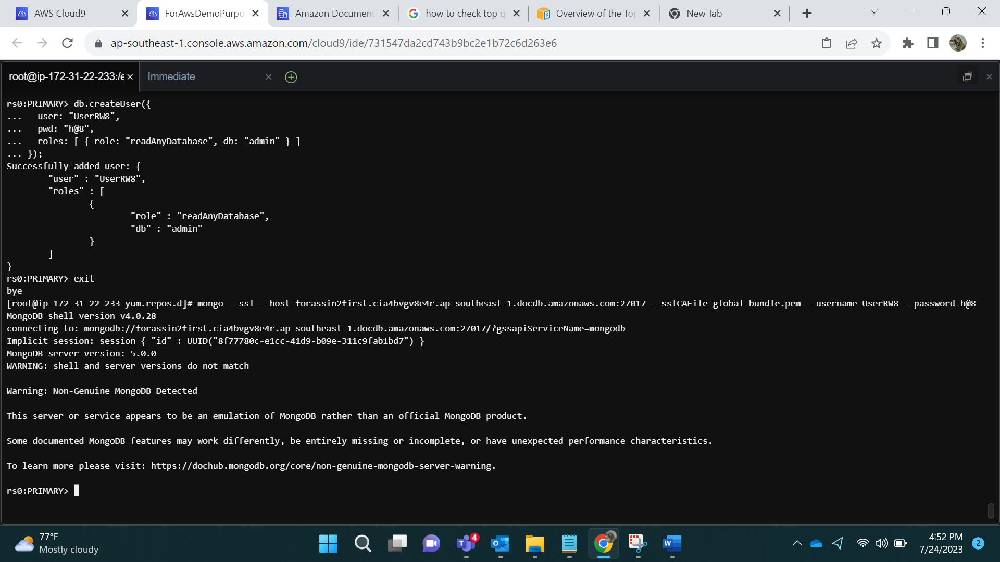 AWS Cloud9
ForAwsDemoPurpo
Amazon Document
how to check top q
Overview of the Top
New Tab
ap-southeast-1.console.aws.amazon.com/cloud9/ide/731547da2cd743b9bc2e1b72c6d263e6
root@ip-172-31-22-233:/e
Immediate
rs0:PRIMARY> db.createUser({
...   user: "UserRW8",
...   pwd: "h@8",
...   roles: [ { role: "readAnyDatabase", db: "admin" } ]
... });
Successfully added user: {
        "user" : "UserRW8",
        "roles" : [
                {
                        "role" : "readAnyDatabase",
                        "db" : "admin"
                }
        ]
}
rs0:PRIMARY> exit
bye
[root@ip-172-31-22-233 yum.repos.d]# mongo --ssl --host forassin2first.cia4bvgv8e4r.ap-southeast-1.docdb.amazonaws.com:27017 --sslCAFile global-bundle.pem --username UserRW8 --password h@8
MongoDB shell version v4.0.28
connecting to: mongodb://forassin2first.cia4bvgv8e4r.ap-southeast-1.docdb.amazonaws.com:27017/?gssapiServiceName=mongodb
Implicit session: session { "id" : UUID("8f77780c-e1cc-41d9-b09e-311c9fab1bd7") }
MongoDB server version: 5.0.0
WARNING: shell and server versions do not match
Warning: Non-Genuine MongoDB Detected
This server or service appears to be an emulation of MongoDB rather than an official MongoDB product.
Some documented MongoDB features may work differently, be entirely missing or incomplete, or have unexpected performance characteristics.
To learn more please visit: https://dochub.mongodb.org/core/non-genuine-mongodb-server-warning.
rs0:PRIMARY>
77°F
Mostly cloudy
4
4:52 PM
7/24/2023
2